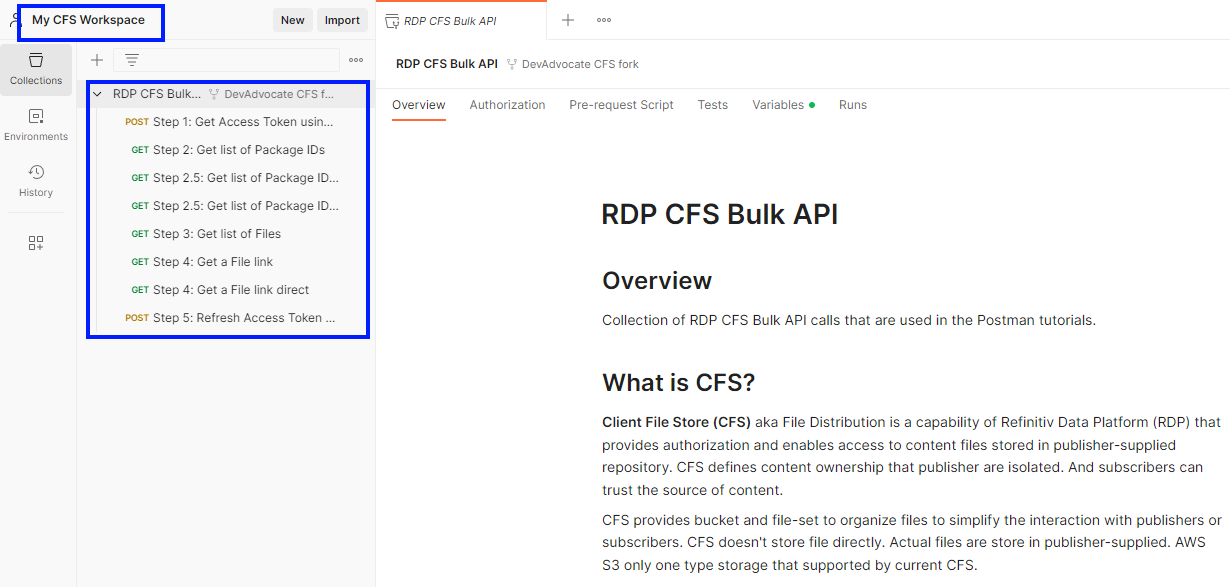 My CFS Workspace
New
Import
RDP CFS Bulk API
Collections
Environments
History
RDP CFS Bulk... DevAdvocate CFS f...
POST Step 1: Get Access Token usin...
GET Step 2: Get list of Package IDs
GET Step 2.5: Get list of Package ID...
GET Step 2.5: Get list of Package ID...
GET Step 3: Get list of Files
GET Step 4: Get a File link
GET Step 4: Get a File link direct
POST Step 5: Refresh Access Token ...
RDP CFS Bulk API DevAdvocate CFS fork
Overview Authorization Pre-request Script Tests Variables Runs
RDP CFS Bulk API
Overview
Collection of RDP CFS Bulk API calls that are used in the Postman tutorials.
What is CFS?
Client File Store (CFS) aka File Distribution is a capability of Refinitiv Data Platform (RDP) that
provides authorization and enables access to content files stored in publisher-supplied
repository. CFS defines content ownership that publisher are isolated. And subscribers can
trust the source of content.
CFS provides bucket and file-set to organize files to simplify the interaction with publishers or
subscribers. CFS doesn't store file directly. Actual files are store in publisher-supplied. AWS
S3 only one type storage that supported by current CFS.